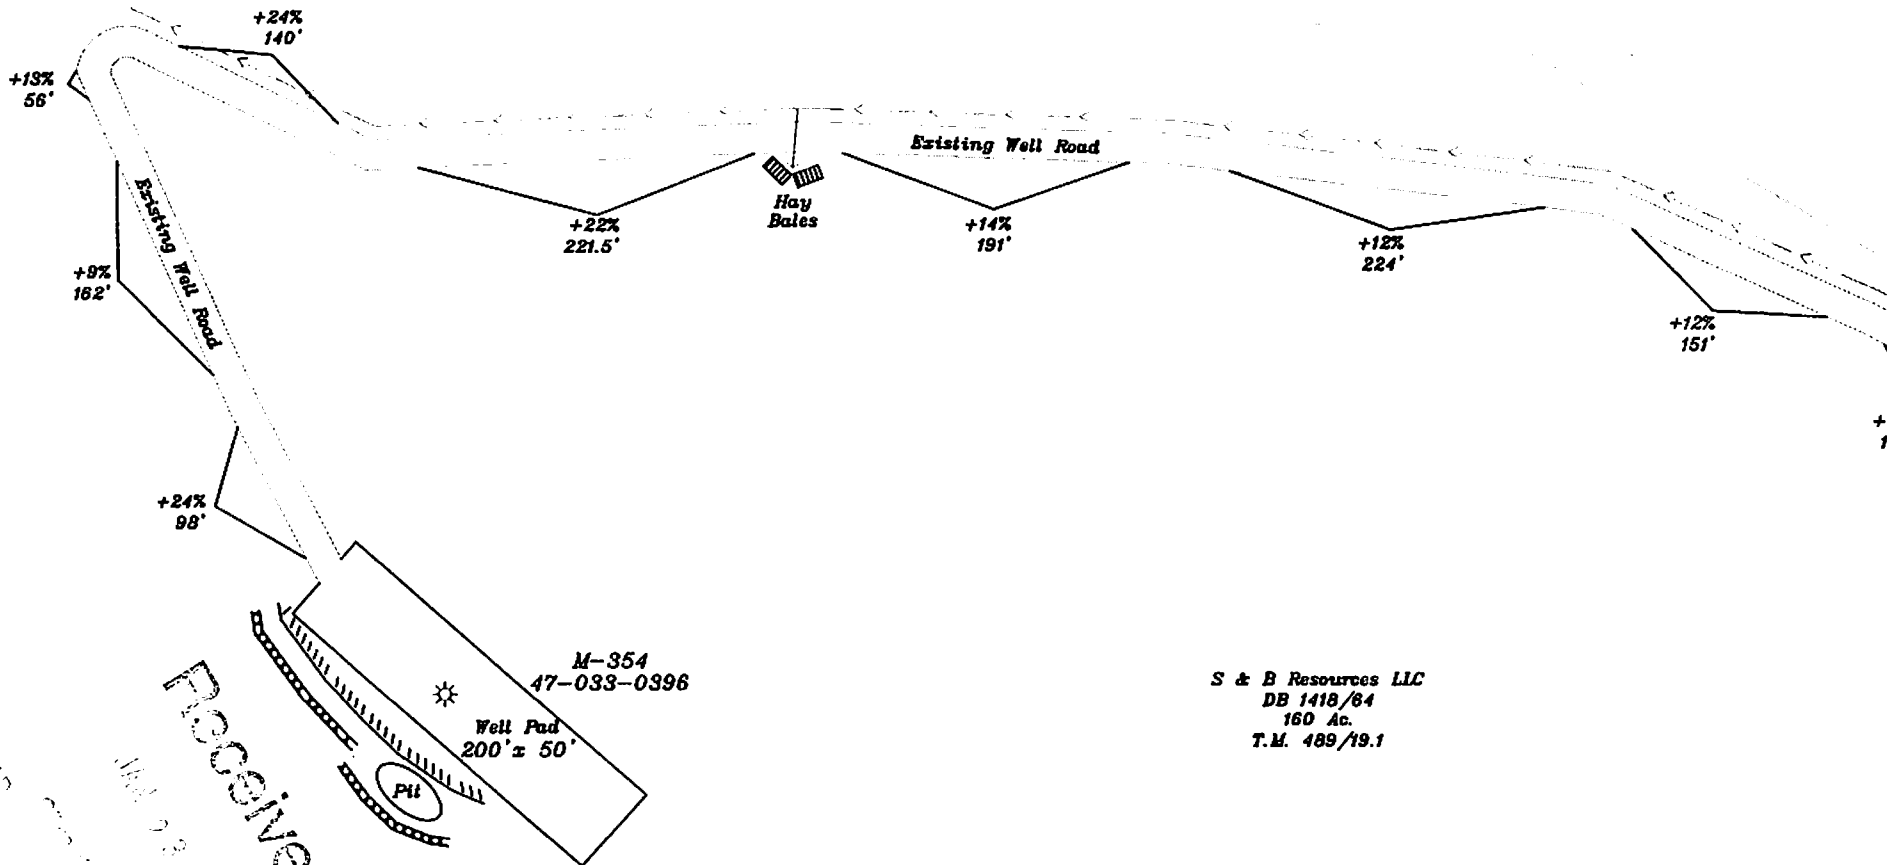 +24%
140'
+13%
56'
Existing Well Road
Hay
Bales
+22%
221.5'
+14%
191'
+12%
224'
+12%
151'
Existing Well Road
+9%
162'
+24%
98'
M-354
47-033-0396
Well Pad
200'x 50'
Pit
S & B Resources LLC
DB 1418/64
160 Ac.
T.M. 489/19.1
Receive